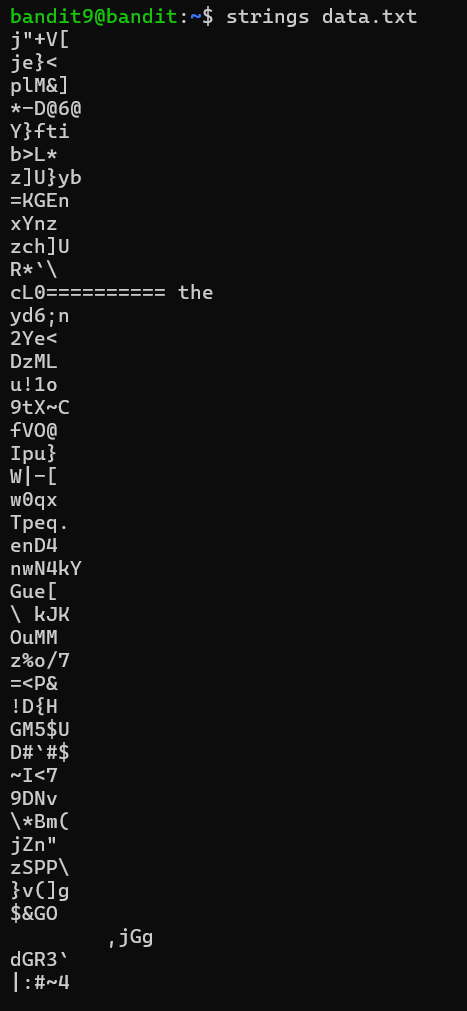 bandit9@bandit:~$ strings data.txt
j"+V[
je}<
plM&]
*-D@6@
Y}fti
b>L*
z]U}yb
=KGEn
xYnz
zch]U
R*`\
cL0========== the
yd6;n
2Ye<
DzML
u!1o
9tX~C
fVO@
Ipu}
W|-[
w0qx
Tpeq.
enD4
nwN4kY
Gue[
\ kJK
OuMM
z%o/7
=<P&
!D{H
GM5$U
D#`#$
~I<7
9DNv
\*Bm(
jZn"
zSPP\
}v(]g
$&GO
        ,jGg
dGR3`
|:#~4